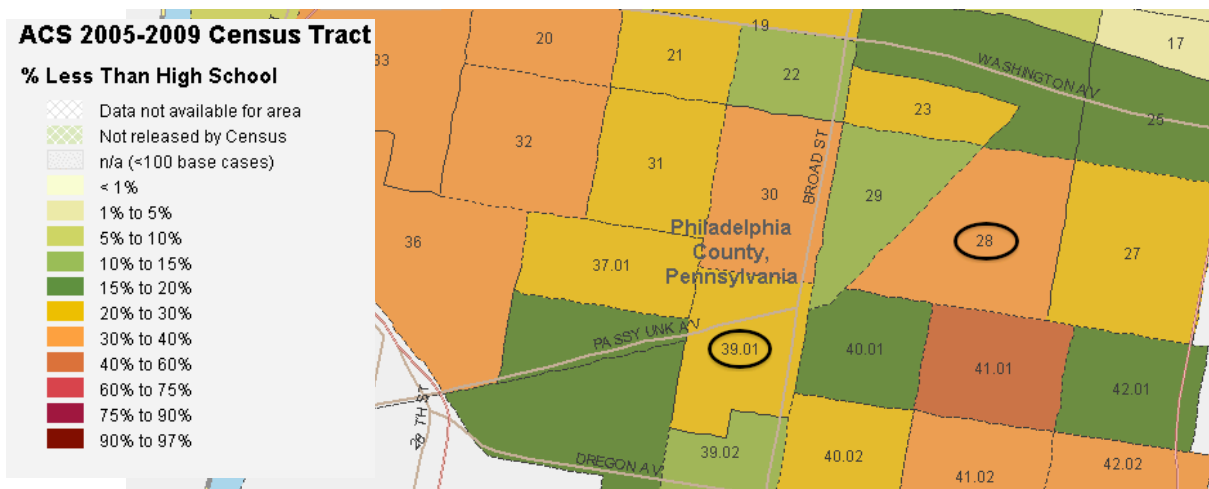 ACS 2005-2009 Census Tract
% Less Than High School
Data not available for area
Not released by Census
n/a (<100 base cases)
< 1%
1% to 5%
5% to 10%
10% to 15%
15% to 20%
20% to 30%
30% to 40%
40% to 60%
60% to 75%
75% to 90%
90% to 97%
19
17
20
21
22
33
WASHINGTON AV
23
25
32
31
30
BROAD ST
29
28
27
36
37.01
Philadelphia
County,
Pennsylvania
PASSYUNK AV
39.01
40.01
41.01
42.01
28 TH ST
OREGON AV
39.02
40.02
41.02
42.02